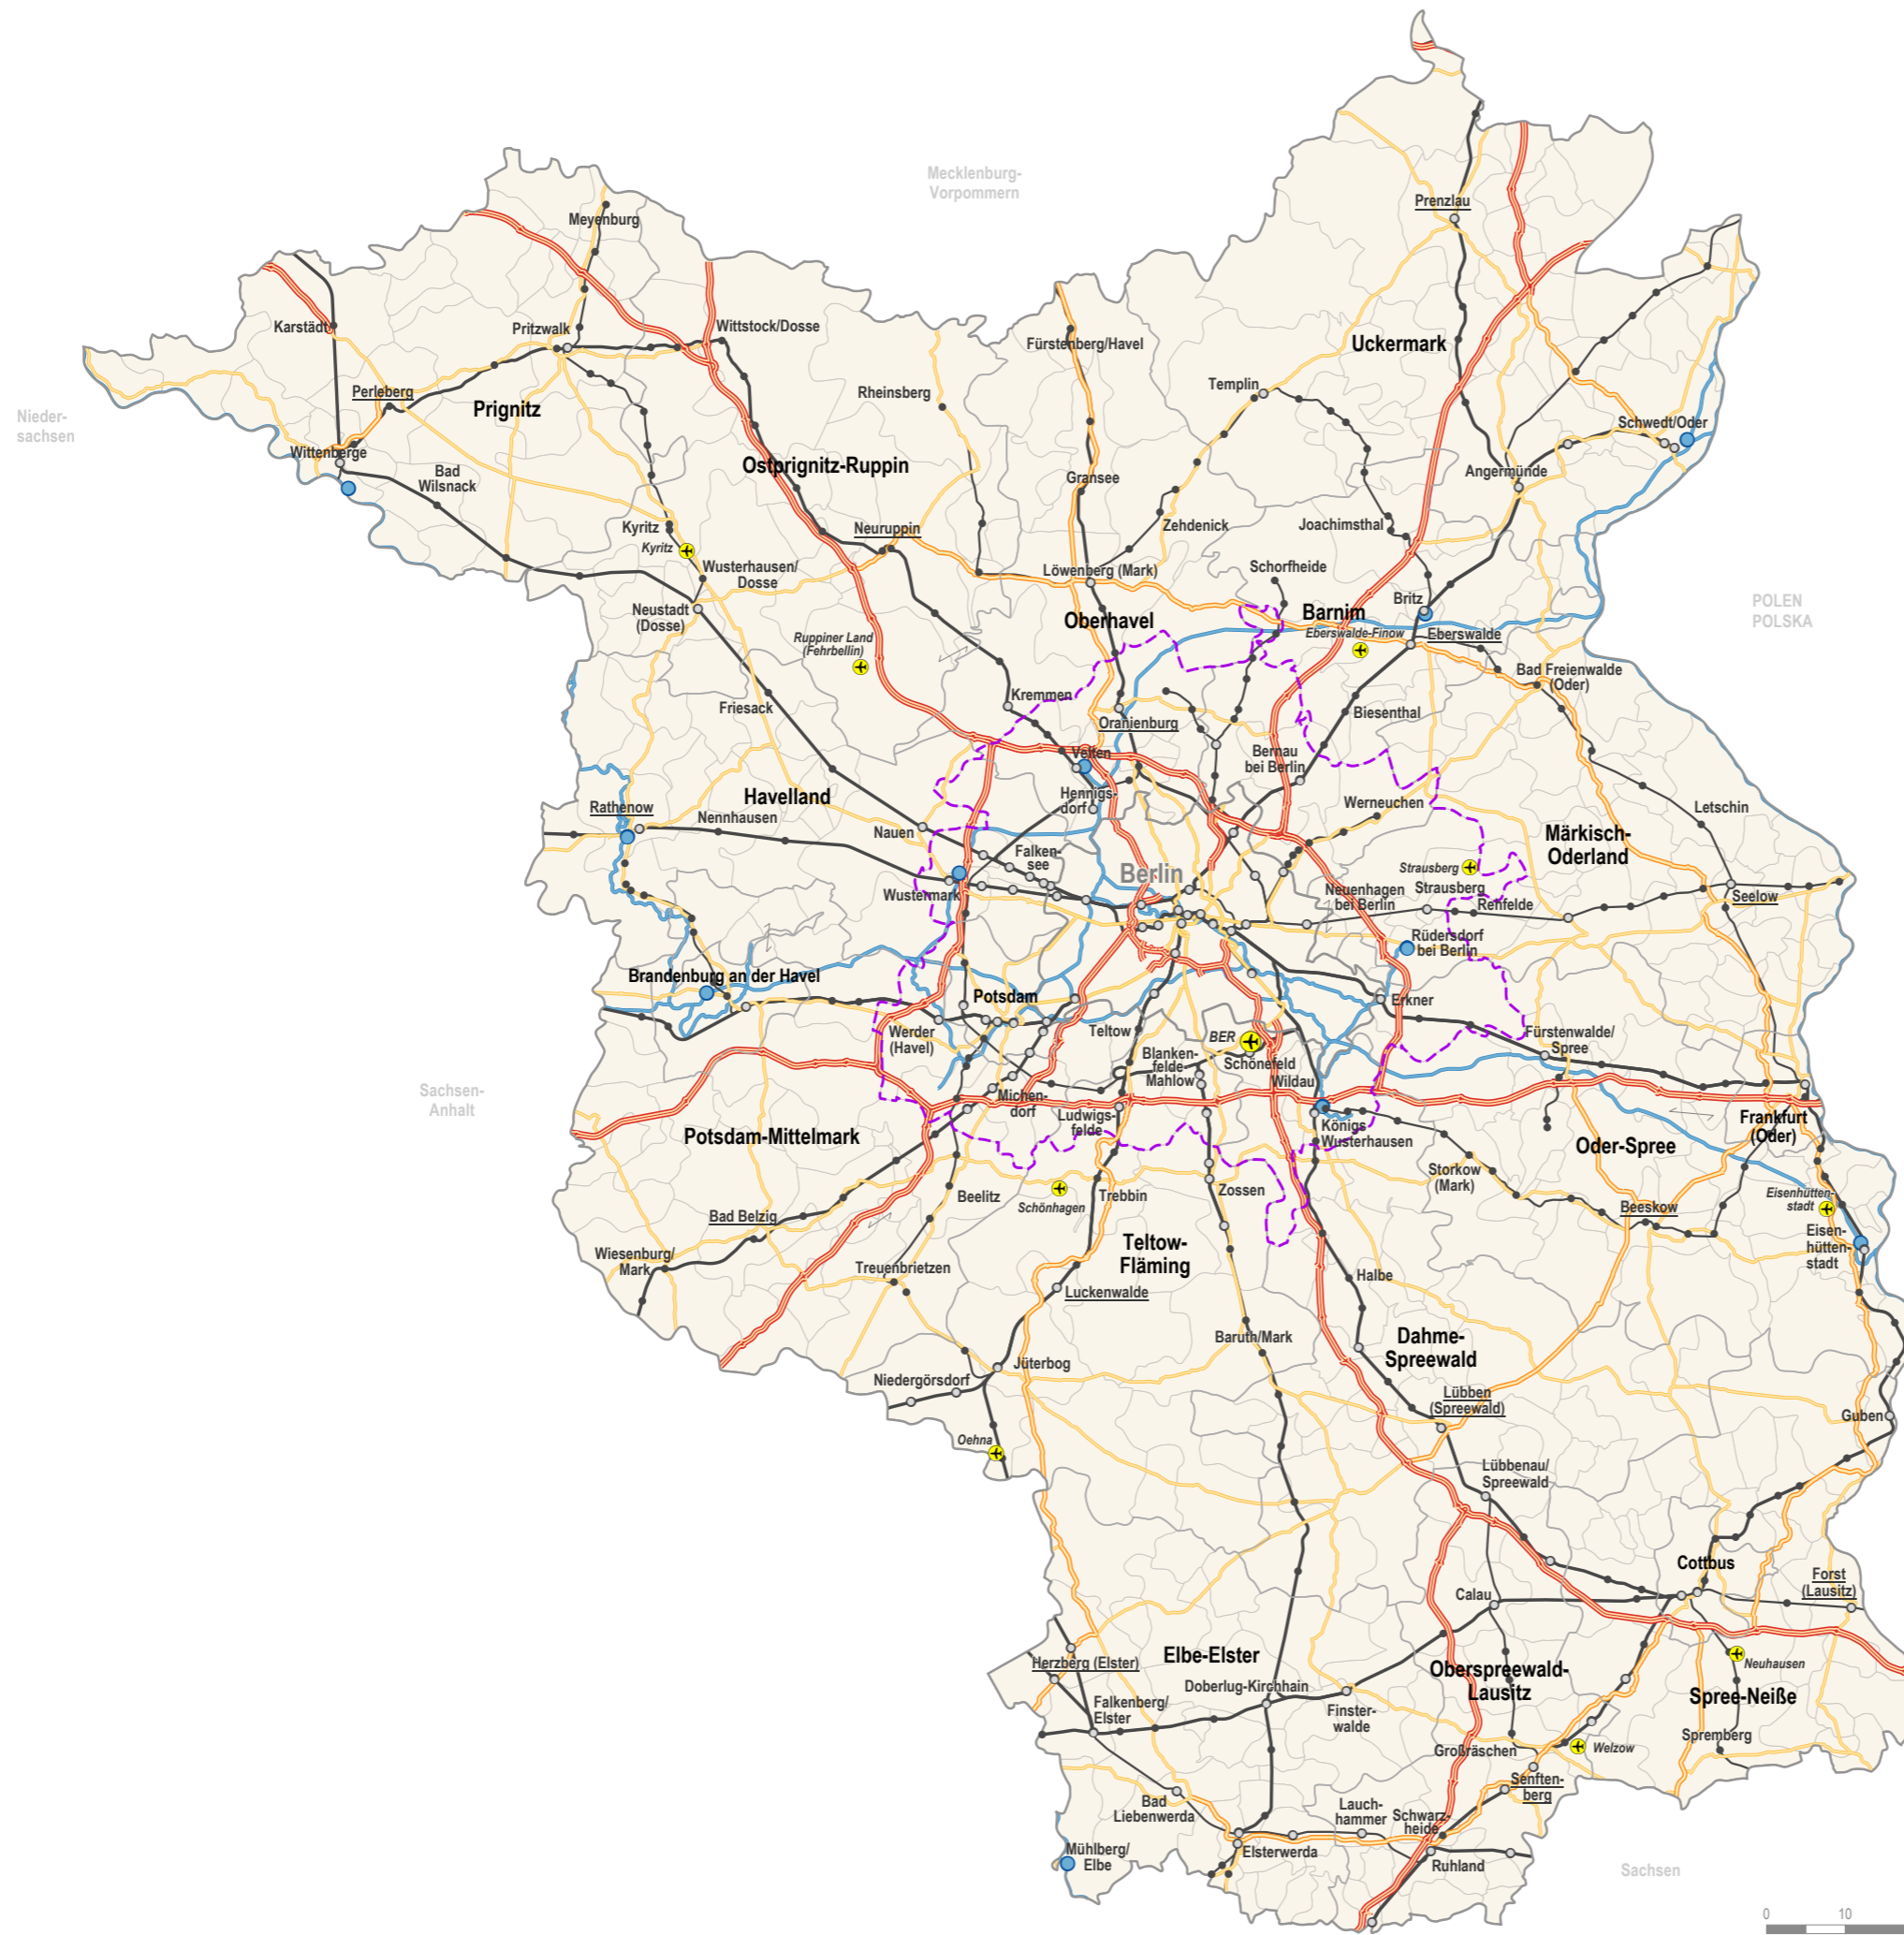 Mecklenburg-
Vorpommern
Meyenburg
Prenzlau
Karstädt
Pritzwalk
Wittstock/Dosse
Fürstenberg/Havel
Uckermark
Perleberg
Prignitz
Rheinsberg
Templin
Nieder-
sachsen
Schwedt/Oder
Wittenberge
Bad
Wilsnack
Ostprignitz-Ruppin
Gransee
Angermünde
Kyritz
Kyritz
Neuruppin
Zehdenick
Joachimsthal
Wusterhausen/
Dosse
Löwenberg (Mark)
Schorfheide
Neustadt
(Dosse)
Oberhavel
Barnim
Britz
POLEN
POLSKA
Ruppiner Land
(Fehrbellin)
Eberswalde-Finow
Eberswalde
Bad Freienwalde
(Oder)
Friesack
Kremmen
Oranienburg
Biesenthal
Velten
Bernau
bei Berlin
Rathenow
Havelland
Nennhausen
Hennigs-
dorf
Werneuchen
Letschin
Nauen
Märkisch-
Oderland
Falken-
see
Berlin
Strausberg
Wustermark
Neuenhagen
bei Berlin
Strausberg
Rehfelde
Seelow
Rüdersdorf
bei Berlin
Brandenburg an der Havel
Potsdam
Erkner
Werder
(Havel)
Teltow
BER
Schönefeld
Fürstenwalde/
Spree
Blanken-
felde-
Mahlow
Wildau
Sachsen-
Anhalt
Michen-
dorf
Ludwigs-
felde
Königs
Wusterhausen
Frankfurt
(Oder)
Potsdam-Mittelmark
Oder-Spree
Storkow
(Mark)
Beelitz
Schönhagen
Trebbin
Zossen
Bad Belzig
Beeskow
Eisenhütten-
stadt
Eisen-
hütten-
stadt
Wiesenburg/
Mark
Teltow-
Fläming
Treuenbrietzen
Luckenwalde
Halbe
Baruth/Mark
Dahme-
Spreewald
Jüterbog
Niedergörsdorf
Lübben
(Spreewald)
Guben
Oehna
Lübbenau/
Spreewald
Cottbus
Forst
(Lausitz)
Calau
Herzberg (Elster)
Elbe-Elster
Oberspreewald-
Lausitz
Neuhausen
Doberlug-Kirchhain
Spree-Neiße
Falkenberg/
Elster
Finster-
walde
Spremberg
Großräschen
Welzow
Senften-
berg
Bad
Liebenwerda
Lauch-
hammer
Schwarz-
heide
Mühlberg/
Elbe
Elsterwerda
Ruhland
Sachsen
0 10